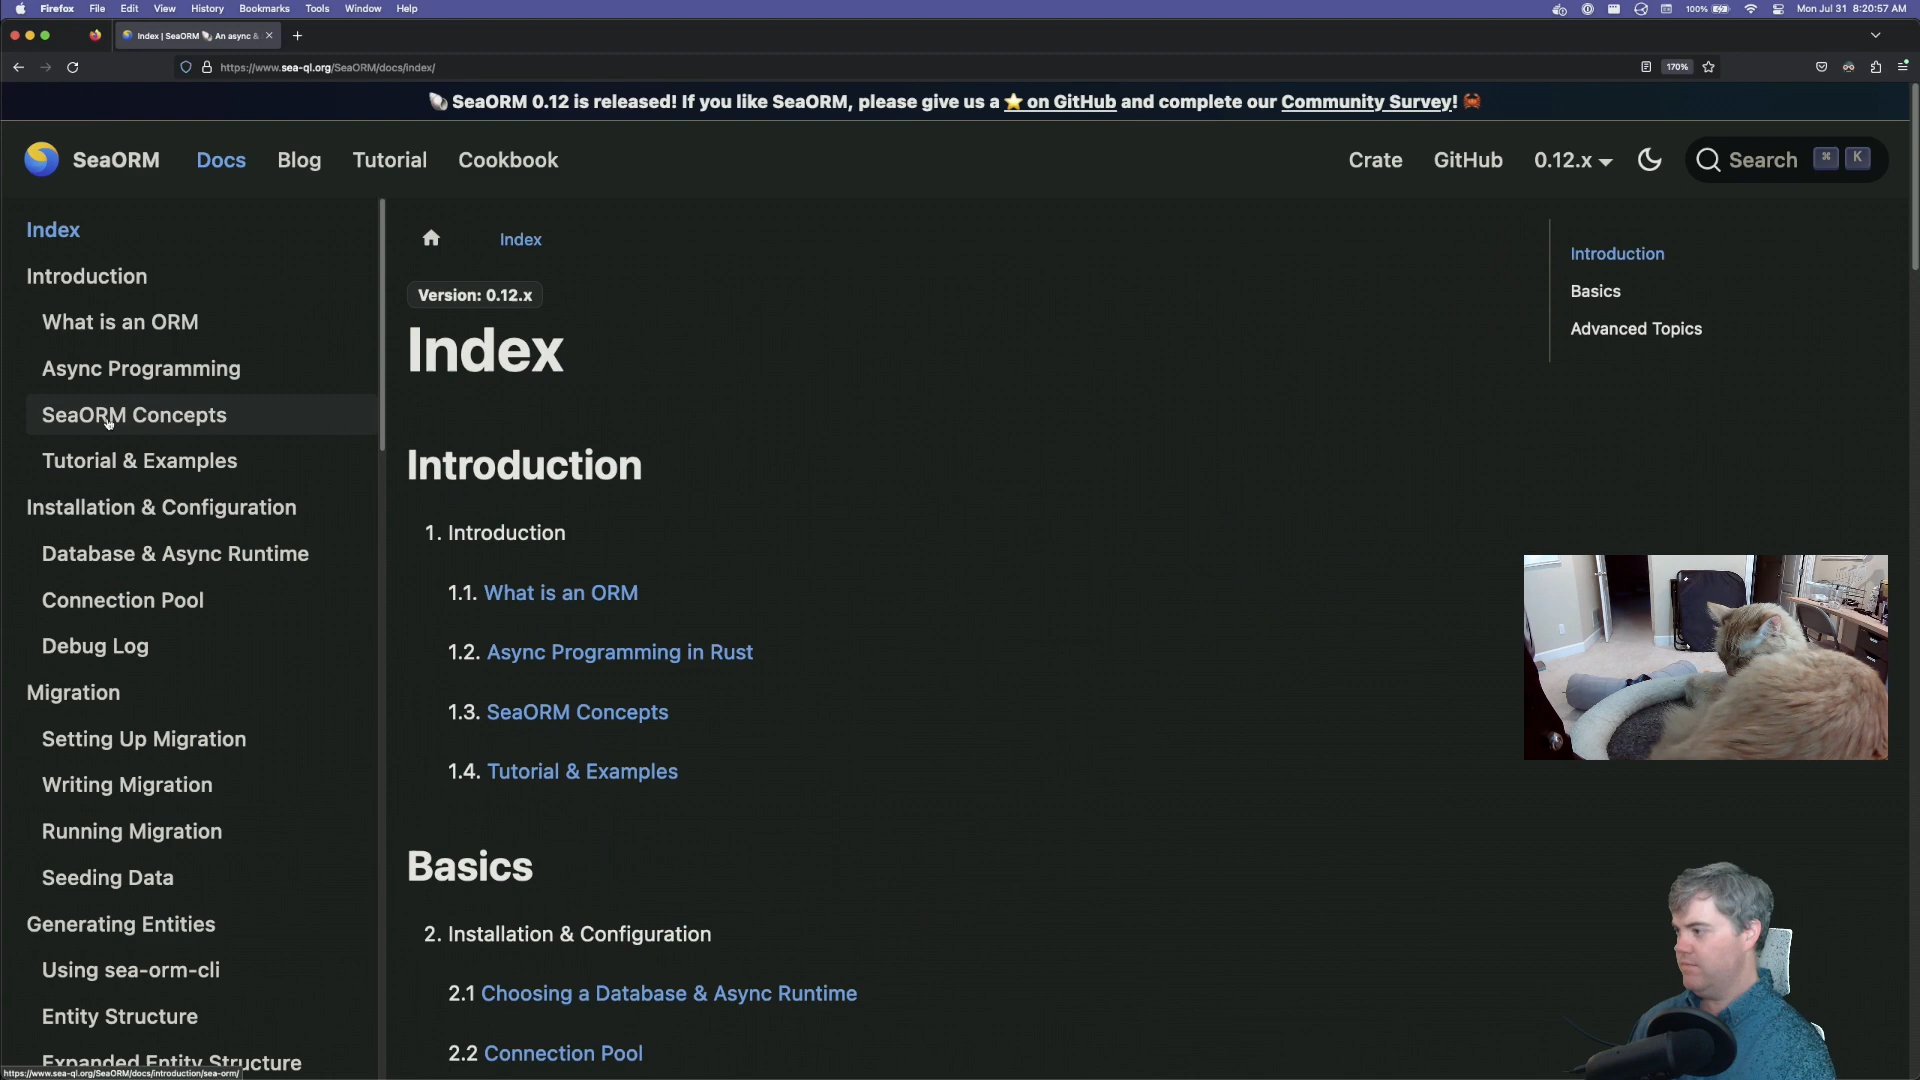 Firefox File Edit View History Bookmarks Tools Window Help
100% Mon Jul 31 8:20:57 AM
Index | SeaORM 🐚 An async &
https://www.sea-ql.org/SeaORM/docs/index/
170%
🐚 SeaORM 0.12 is released! If you like SeaORM, please give us a ⭐ on GitHub and complete our Community Survey! 🦀
SeaORM Docs Blog Tutorial Cookbook
Crate GitHub 0.12.x Search ⌘ K
Index
Introduction
What is an ORM
Async Programming
SeaORM Concepts
Tutorial & Examples
Installation & Configuration
Database & Async Runtime
Connection Pool
Debug Log
Migration
Setting Up Migration
Writing Migration
Running Migration
Seeding Data
Generating Entities
Using sea-orm-cli
Entity Structure
Expanded Entity Structure
https://www.sea-ql.org/SeaORM/docs/introduction/sea-orm/
Index
Version: 0.12.x
Index
Introduction
1. Introduction
1.1. What is an ORM
1.2. Async Programming in Rust
1.3. SeaORM Concepts
1.4. Tutorial & Examples
Basics
2. Installation & Configuration
2.1 Choosing a Database & Async Runtime
2.2 Connection Pool
Introduction
Basics
Advanced Topics